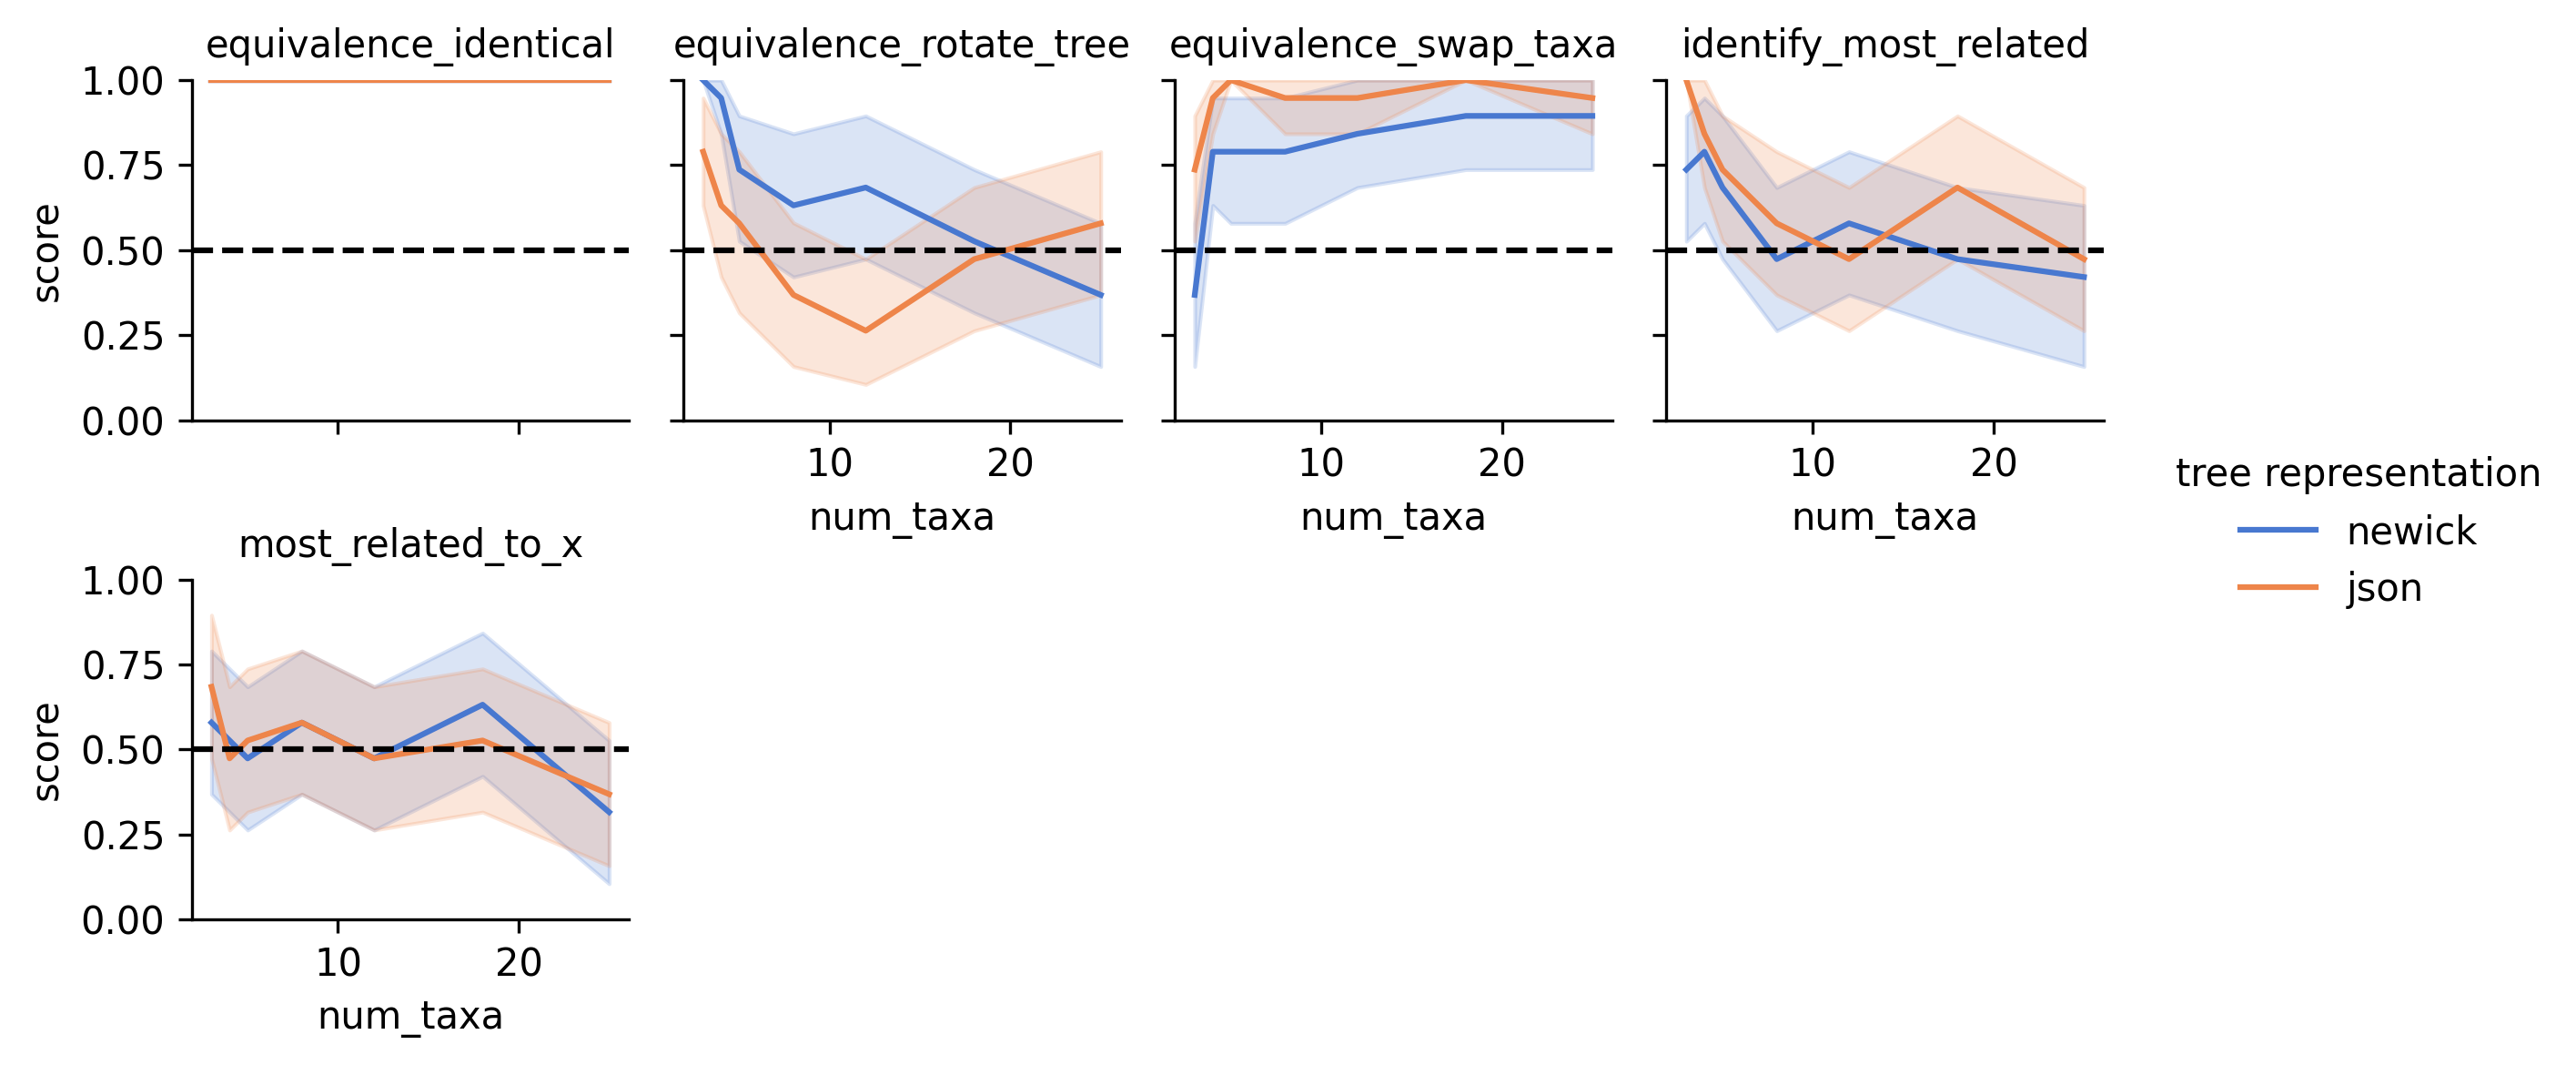 equivalence_identical
equivalence_rotate_tree
equivalence_swap_taxa
identify_most_related
score
1.00
0.75
0.50
0.25
0.00
10
20
num_taxa
10
20
num_taxa
10
20
num_taxa
tree representation
newick
json
most_related_to_x
score
1.00
0.75
0.50
0.25
0.00
10
20
num_taxa